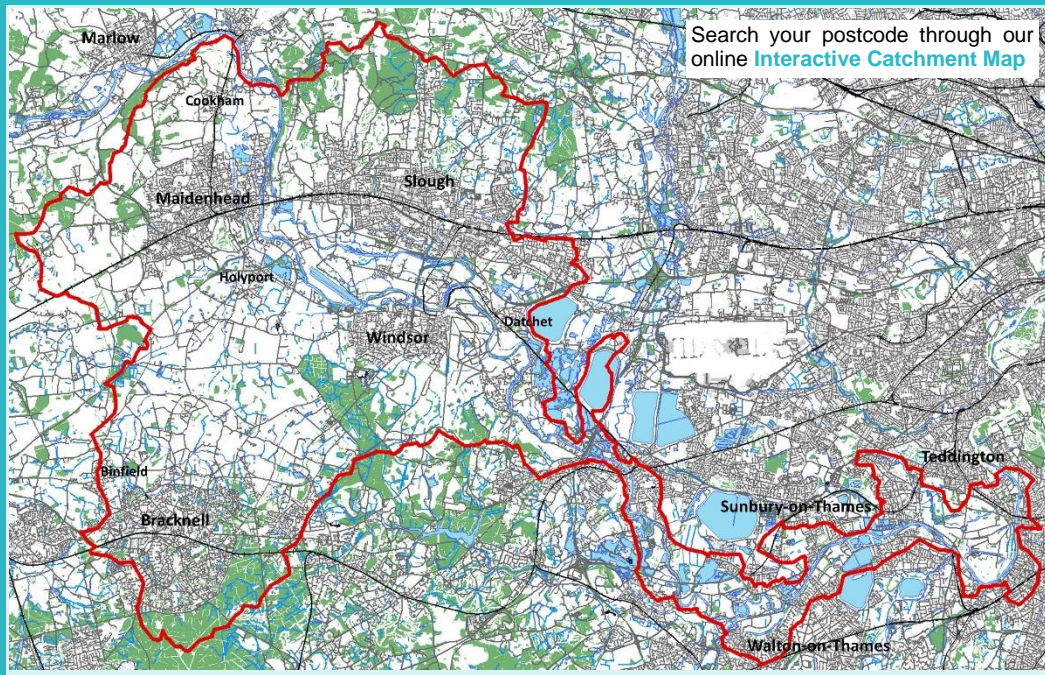 Search your postcode through our
online Interactive Catchment Map
Marlow
Cookham
Maidenhead
Slough
Holyport
Windsor
Datchet
Binfield
Bracknell
Teddington
Sunbury-on-Thames
Walton-on-Thames